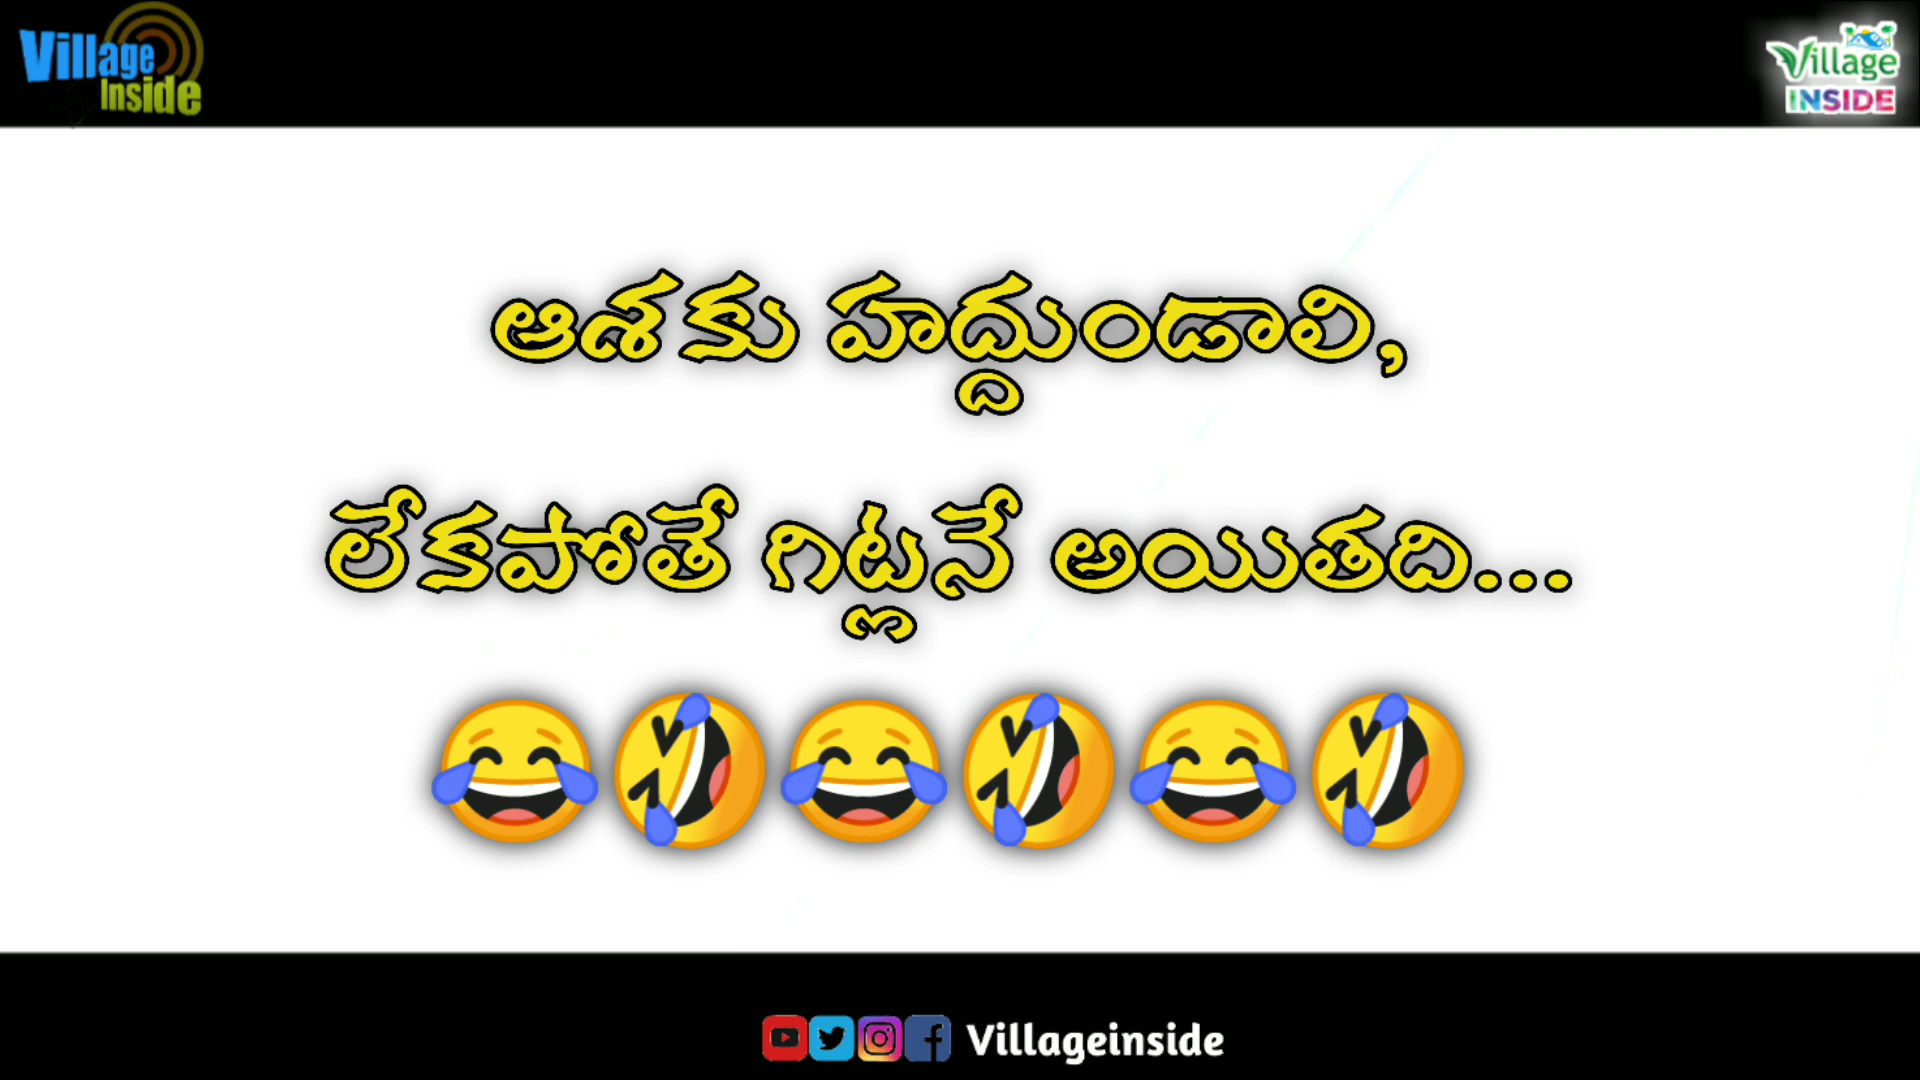 Village
Inside
Village
INSIDE
ఆశకు హద్దుండాలి,
లేకపోతే గిట్లనే అయితది...
😂🤣😂🤣😂🤣
Villageinside